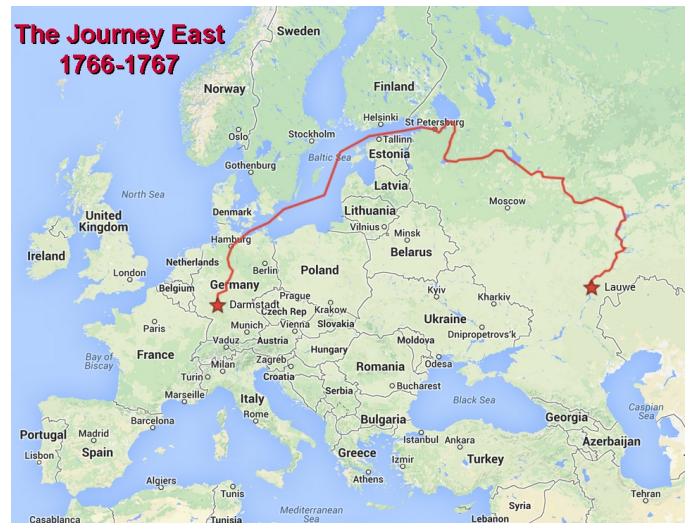 The Journey East
1766-1767
Sweden
Finland
Norway
Helsinki
St Petersburg
Oslo
Stockholm
Tallinn
Baltic Sea
Estonia
Gothenburg
North Sea
Latvia
Moscow
Denmark
Lithuania
United
Kingdom
Vilnius
Minsk
Hamburg
Ireland
Belarus
Netherlands
Berlin
London
Poland
Belgium
Germany
Lauwe
Prague
Kyiv
Kharkiv
Darmstadt
Czech Rep
Krakow
Paris
Munich
Vienna
Slovakia
Ukraine
Dnipropetrovs'k
Vaduz
Austria
Hungary
Moldova
France
Bay of
Biscay
Milan
Zagreb
Odesa
Turin
Croatia
Romania
Marseille
Serbia
Bucharest
Italy
Black Sea
Caspian
Sea
Barcelona
Rome
Bulgaria
Georgia
Portugal
Madrid
Istanbul
Ankara
Azerbaijan
Lisbon
Spain
Greece
Izmir
Turkey
Algiers
Athens
Tunis
Tehran
Syria
Mediterranean
Sea
Casablanca
Tunisia